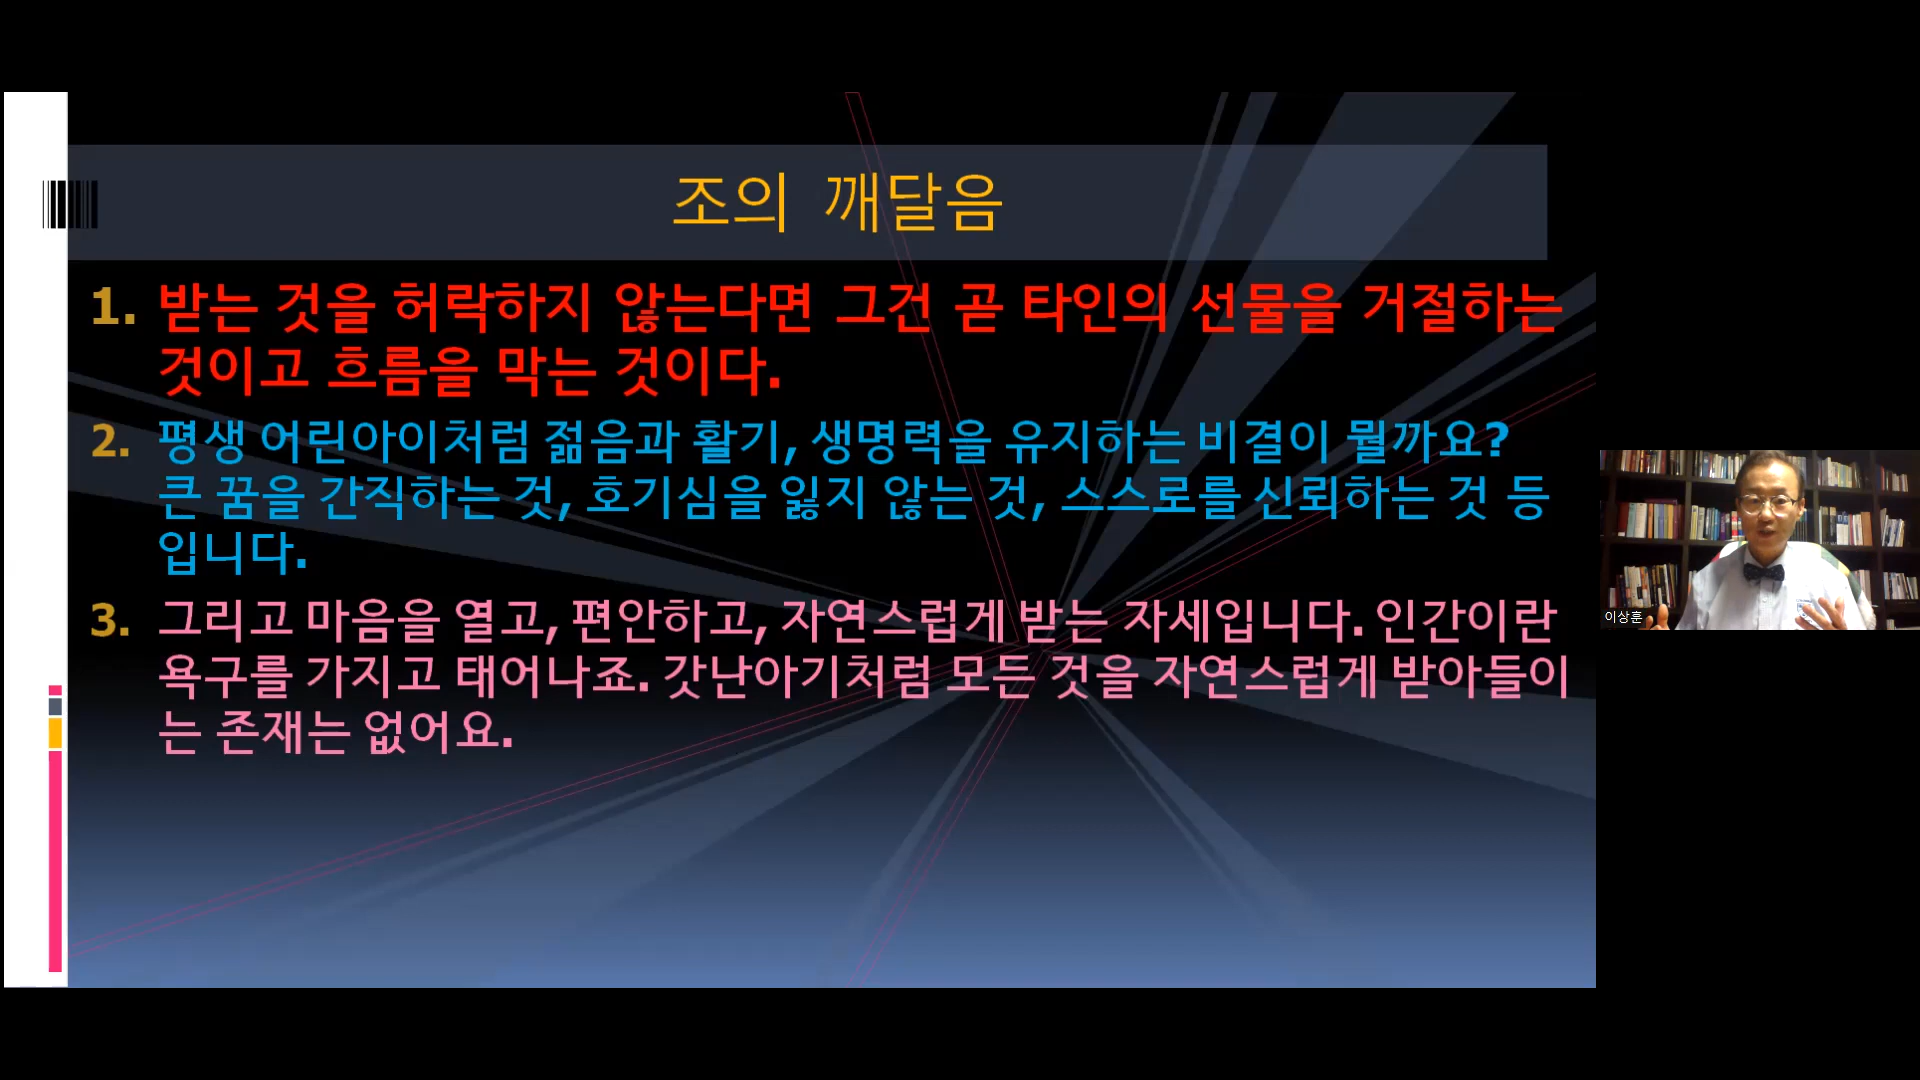 조의 깨달음
1. 받는 것을 허락하지 않는다면 그건 곧 타인의 선물을 거절하는
것이고 흐름을 막는 것이다.
2. 평생 어린아이처럼 젊음과 활기, 생명력을 유지하는 비결이 뭘까요?
큰 꿈을 간직하는 것, 호기심을 잃지 않는 것, 스스로를 신뢰하는 것 등
입니다.
3. 그리고 마음을 열고, 편안하고, 자연스럽게 받는 자세입니다. 인간이란
욕구를 가지고 태어나죠. 갓난아기처럼 모든 것을 자연스럽게 받아들이
는 존재는 없어요.
이상훈